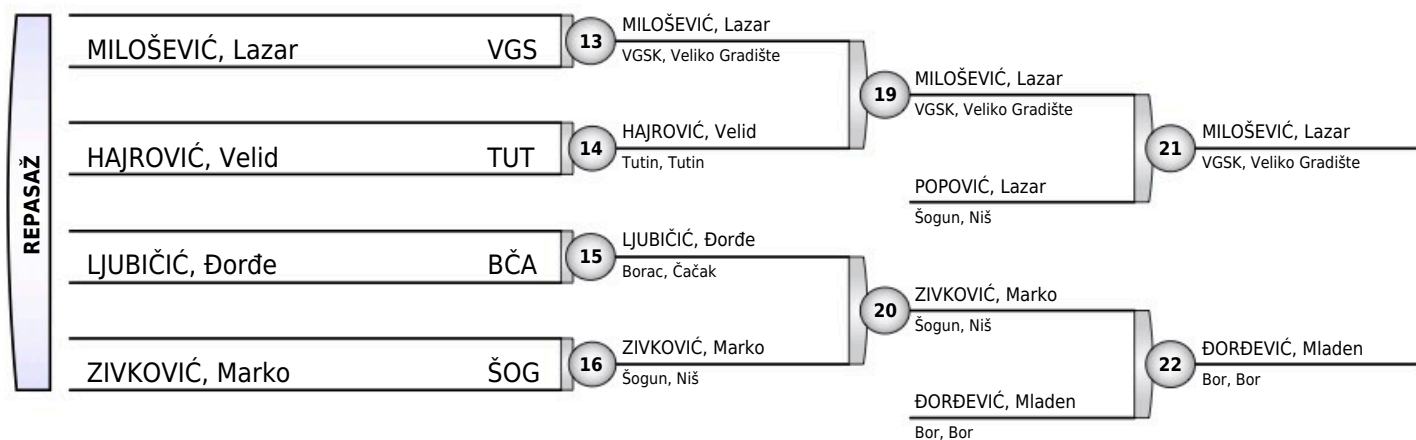 REPASAŽ
MILOŠEVIĆ, Lazar VGS
13
MILOŠEVIĆ, Lazar
VGSK, Veliko Gradište
HAJROVIĆ, Velid TUT
14
HAJROVIĆ, Velid
Tutin, Tutin
19
MILOŠEVIĆ, Lazar
VGSK, Veliko Gradište
POPOVIĆ, Lazar
Šogun, Niš
21
MILOŠEVIĆ, Lazar
VGSK, Veliko Gradište
LJUBIČIĆ, Đorđe BČA
15
LJUBIČIĆ, Đorđe
Borac, Čačak
ZIVKOVIĆ, Marko ŠOG
16
ZIVKOVIĆ, Marko
Šogun, Niš
20
ZIVKOVIĆ, Marko
Šogun, Niš
ĐORĐEVIĆ, Mladen
Bor, Bor
22
ĐORĐEVIĆ, Mladen
Bor, Bor